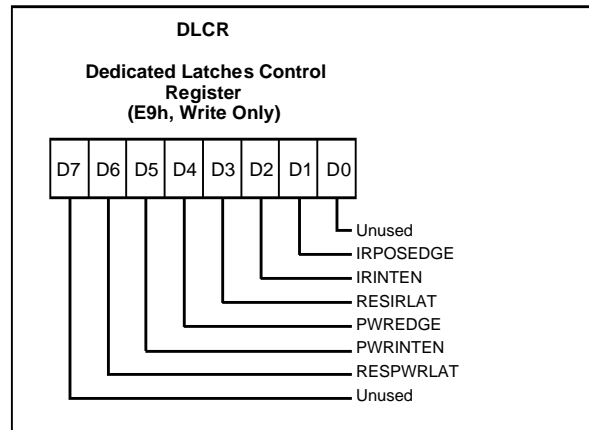 DLCR
Dedicated Latches Control
Register
(E9h, Write Only)
D7 D6 D5 D4 D3 D2 D1 D0
Unused
IRPOSEDGE
IRINTEN
RESIRLAT
PWREDGE
PWRINTEN
RESPWRLAT
Unused